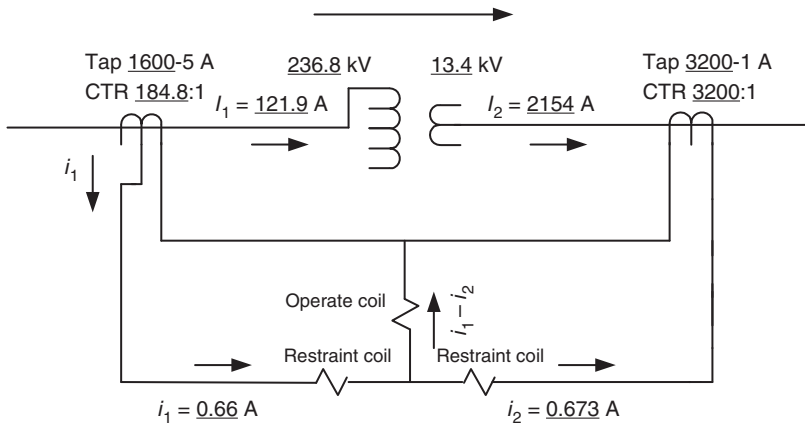 Tap 1600-5 A
CTR 184.8:1
236.8 kV
13.4 kV
Tap 3200-1 A
CTR 3200:1
I1 = 121.9 A
I2 = 2154 A
i1
Operate coil
i1 – i2
Restraint coil
Restraint coil
i1 = 0.66 A
i2 = 0.673 A